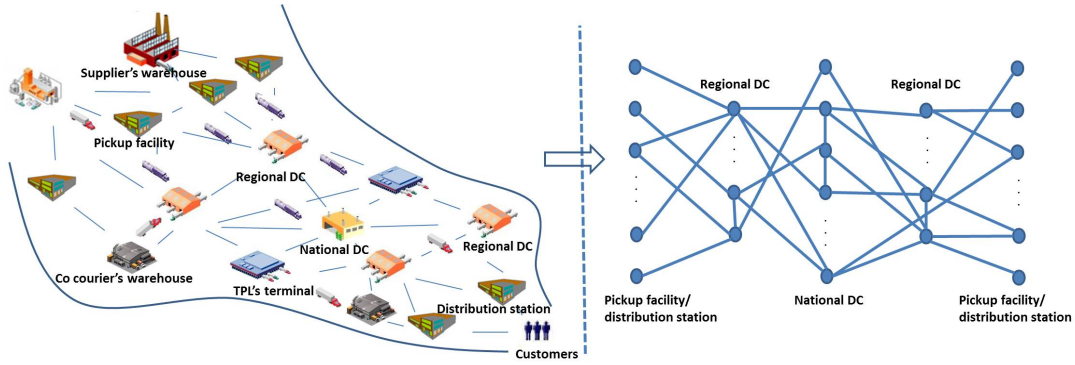 Supplier's warehouse
Pickup facility
Regional DC
National DC
Regional DC
Co courier's warehouse
TPL's terminal
Distribution station
Customers
Regional DC
Regional DC
Pickup facility/
distribution station
National DC
Pickup facility/
distribution station